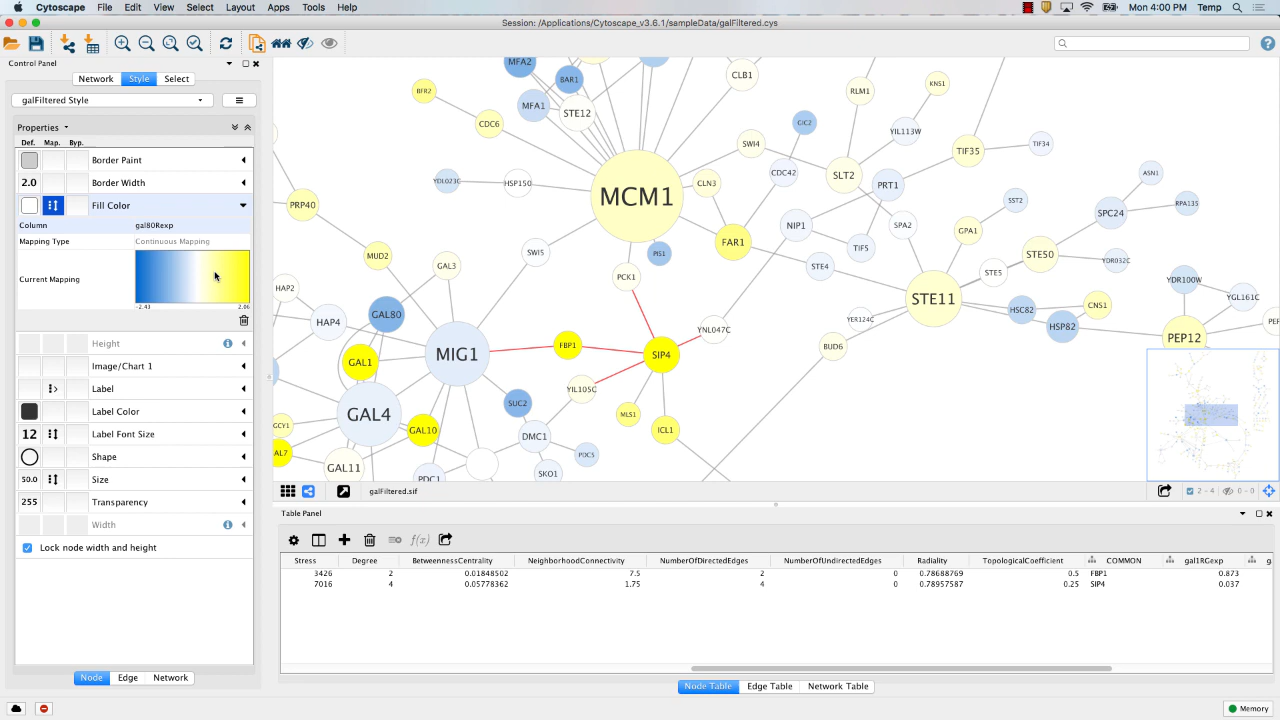 Cytoscape File Edit View Select Layout Apps Tools Help Mon 4:00 PM Temp
Session: /Applications/Cytoscape_v3.6.1/sampleData/galFiltered.cys
Control Panel
Network Style Select
galFiltered Style
Properties
Def. Map. Byp.
Border Paint
2.0 Border Width
Fill Color
Column gal80Rexp
Mapping Type Continuous Mapping
Current Mapping
-2.43 2.06
Height
Image/Chart 1
Label
Label Color
12 Label Font Size
Shape
50.0 Size
255 Transparency
Width
Lock node width and height
Node Edge Network
MFA2
BAR1
CLB1
BFR2
MFA1
STE12
CDC6
RLM1
KNS1
GIC2
YIL113W
SWI4
TIF35
TIF34
YDL023C
HSP150
MCM1
CLN3
CDC42
SLT2
PRT1
ASN1
PRP40
SST2
RPA135
SPC24
NIP1
SPA2
GPA1
MUD2
SWI5
PIS1
FAR1
TIF5
STE50
YDR032C
GAL3
PCK1
STE4
STE5
HAP2
YDR100W
YGL161C
HAP4
GAL80
STE11
HSC82
CNS1
YER124C
HSP82
PEP12
YNL047C
MIG1
FBP1
SIP4
BUD6
GAL1
YIL105C
SUC2
MLS1
GAL4
GCY1
GAL10
ICL1
DMC1
AL7
GAL11
PDC5
PDC1
SKO1
galFiltered.sif
2 - 4 0 - 0
Table Panel
f(x)
Stress Degree BetweennessCentrality NeighborhoodConnectivity NumberOfDirectedEdges NumberOfUndirectedEdges Radiality TopologicalCoefficient COMMON gal1RGexp g
3426 2 0.01848502 7.5 2 0 0.78688769 0.5 FBP1 0.873
7016 4 0.05778362 1.75 4 0 0.78957587 0.25 SIP4 0.037
Node Table Edge Table Network Table
Memory